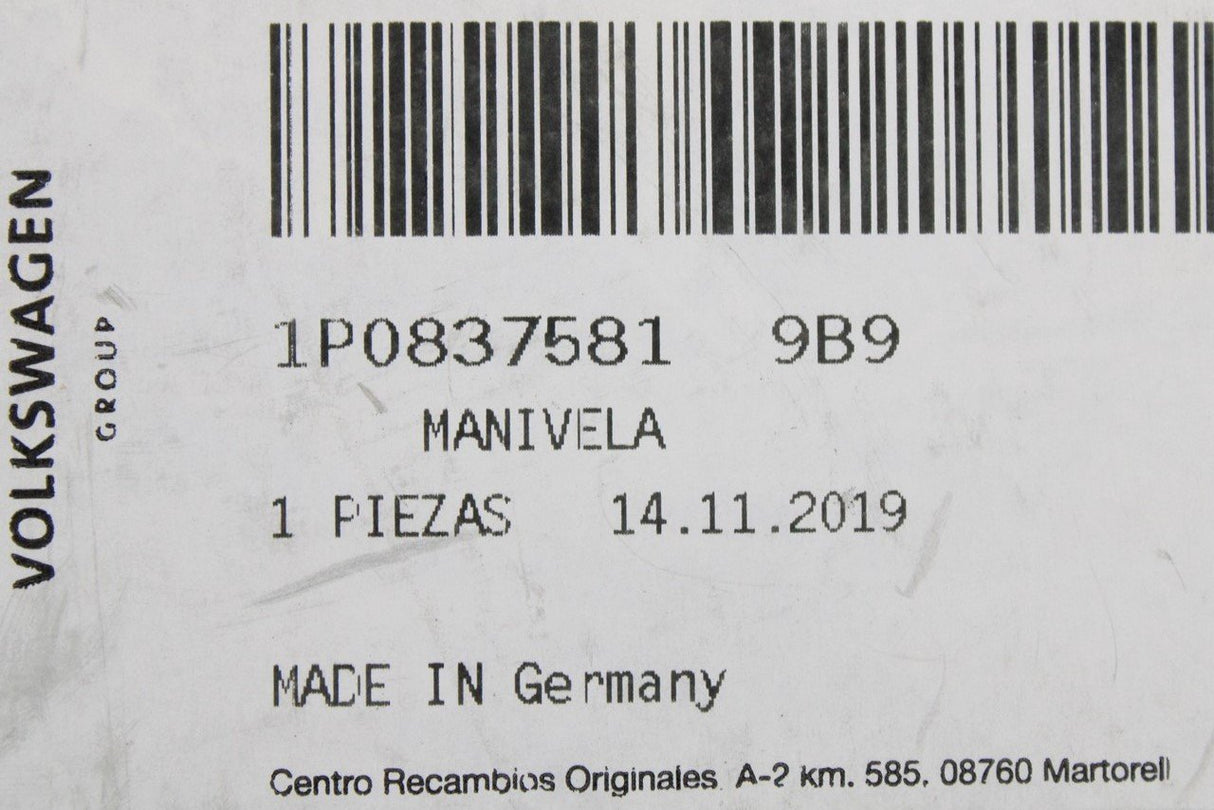 VOLKSWAGEN
GROUP
1P0837581 9B9
MANIVELA
1 PIEZAS 14.11.2019
MADE IN Germany
Centro Recambios Originales. A-2 km. 585, 08760 Martorell